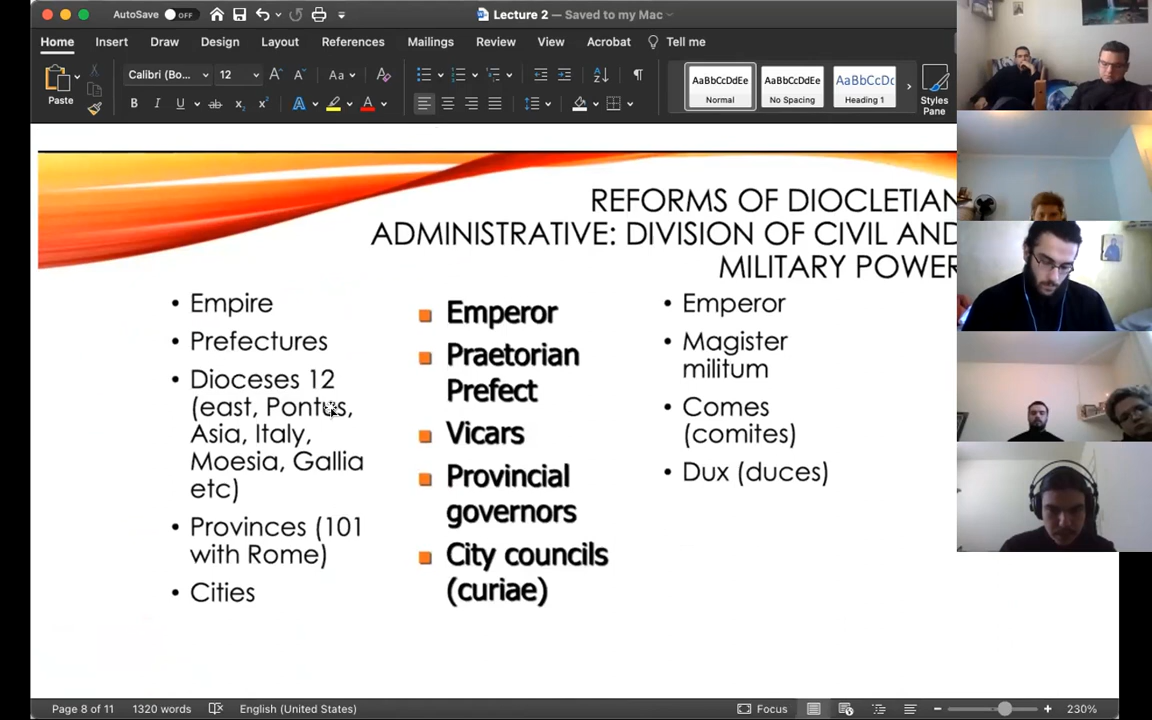 AutoSave OFF
Lecture 2 — Saved to my Mac
Home Insert Draw Design Layout References Mailings Review View Acrobat Tell me
Paste
Calibri (Bo... 12
AaBbCcDdEe AaBbCcDdEe AaBbCcDc
Normal No Spacing Heading 1
Styles
Pane
REFORMS OF DIOCLETIAN
ADMINISTRATIVE: DIVISION OF CIVIL AND
MILITARY POWER
• Empire
• Prefectures
• Dioceses 12
(east, Pontus,
Asia, Italy,
Moesia, Gallia
etc)
• Provinces (101
with Rome)
• Cities
Emperor
Praetorian
Prefect
Vicars
Provincial
governors
City councils
(curiae)
• Emperor
• Magister
militum
• Comes
(comites)
• Dux (duces)
Page 8 of 11 1320 words English (United States) Focus 230%